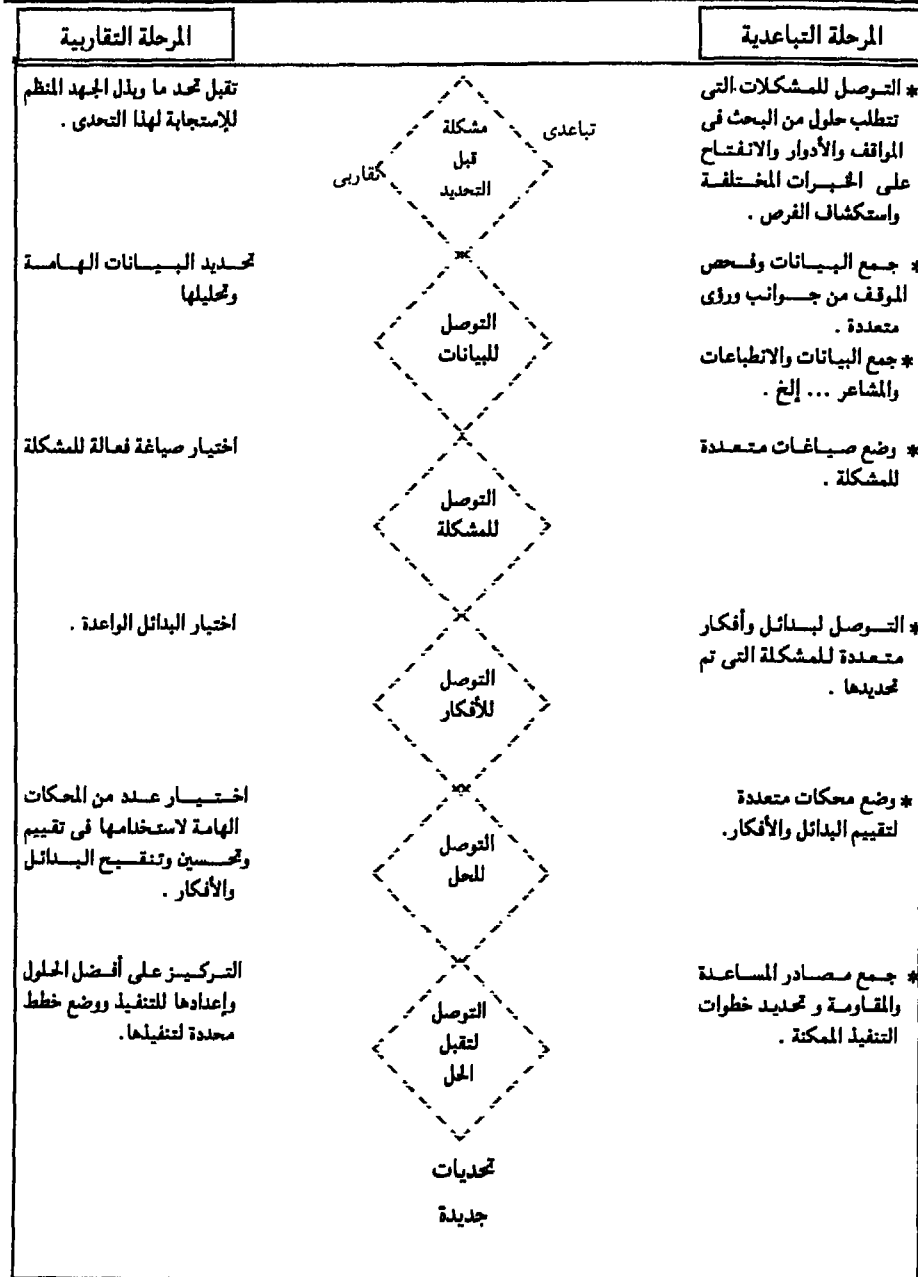 المرحلة التباعدية
المرحلة التقاربية
* التوصل للمشكلات التى
تتطلب حلول من البحث فى
المواقف والأدوار والانفتاح
على الخبرات المختلفة
واستكشاف الفرص .
تباعدى
مشكلة
قبل
التحديد
تقاربى
تقبل تحد ما وبذل الجهد المنظم
للإستجابة لهذا التحدى .
* جمع البيانات وفحص
الموقف من جوانب ورؤى
متعددة .
* جمع البيانات والانطباعات
والمشاعر ... إلخ .
التوصل
للبيانات
تحديد البيانات الهامة
وتحليلها
* وضع صياغات متعددة
للمشكلة .
التوصل
للمشكلة
اختيار صياغة فعالة للمشكلة
* التوصل لبدائل وأفكار
متعددة للمشكلة التى تم
تحديدها .
التوصل
للأفكار
اختيار البدائل الواعدة .
* وضع محكات متعددة
لتقييم البدائل والأفكار.
التوصل
للحل
اختيار عدد من المحكات
الهامة لاستخدامها فى تقييم
وتحسين وتنقيح البدائل
والأفكار .
* جمع مصادر المساعدة
والمقاومة و تحديد خطوات
التنفيذ الممكنة .
التوصل
لتقبل
الحل
التركيز على أفضل الحلول
وإعدادها للتنفيذ ووضع خطط
محددة لتنفيذها.
تحديات
جديدة